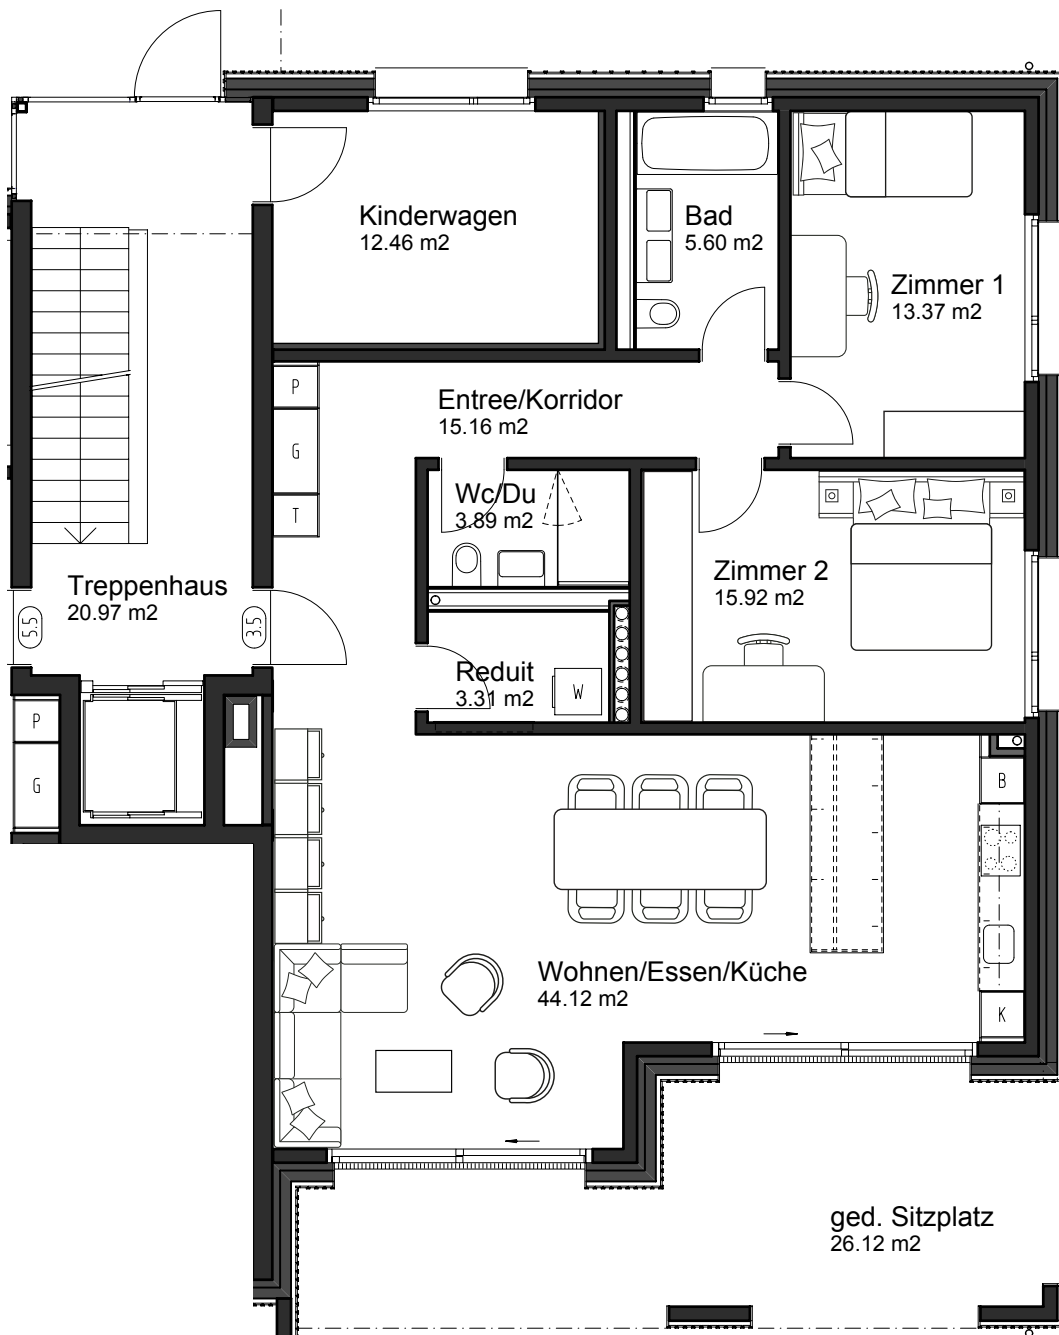 Kinderwagen
12.46 m2
Bad
5.60 m2
Zimmer 1
13.37 m2
P
G
T
Entree/Korridor
15.16 m2
Wc/Du
3.89 m2
Treppenhaus
20.97 m2
5.5
3.5
Zimmer 2
15.92 m2
Reduit
3.31 m2
W
P
G
B
Wohnen/Essen/Küche
44.12 m2
K
ged. Sitzplatz
26.12 m2